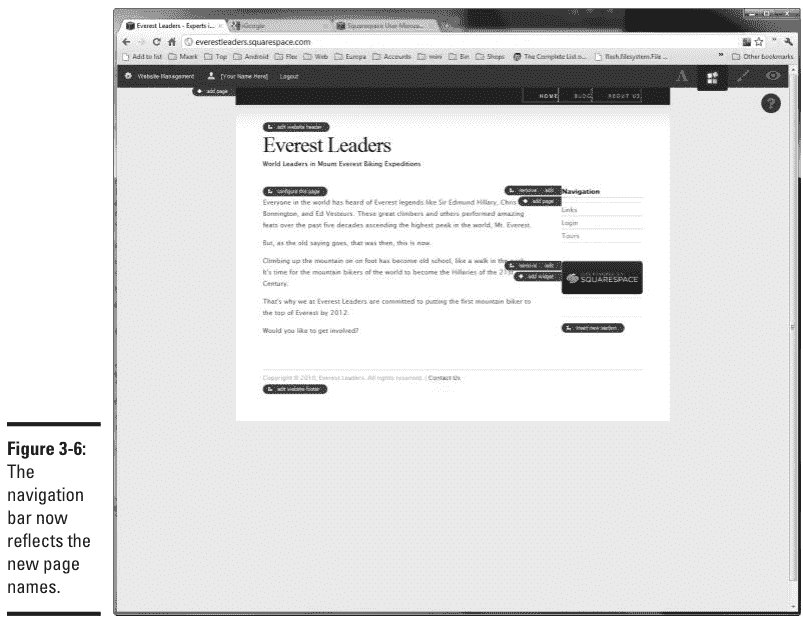 Everest Leaders - Experts i...
iGoogle
Squarespace User Manua...
everestleaders.squarespace.com
Add to list
Mark
Top
Android
Flex
Web
Europa
Accounts
mini
Ein
Shops
The Complete List o...
flash.filesystem.File ...
»
Other bookmarks
Website Management
[Your Name Here]
Logout
A
?
add page
HOME
BLOG
ABOUT US
edit website header
Everest Leaders
World Leaders in Mount Everest Biking Expeditions
configure this page
Everyone in the world has heard of Everest legends like Sir Edmund Hillary, Chris
Bonnington, and Ed Vesteurs. These great climbers and others performed amazing
feats over the past five decades ascending the highest peek in the world, Mt. Everest.
But, as the old saying goes, that was then, this is now.
Climbing up the mountain on on foot has become old school, like a walk in the
It's time for the mountain bikers of the world to become the Hillaries of the 21st
Century.
That's why we at Everest Leaders are committed to putting the first mountain biker to
the top of Everest by 2012.
Would you like to get involved?
remove edit
Navigation
add page
Links
Login
Tours
remove edit
add widget
SQUARESPACE
insert new section
Copyright © 2010, Everest Leaders. All rights reserved. | Contact Us
edit website footer
Figure 3-6:
The
navigation
bar now
reflects the
new page
names.